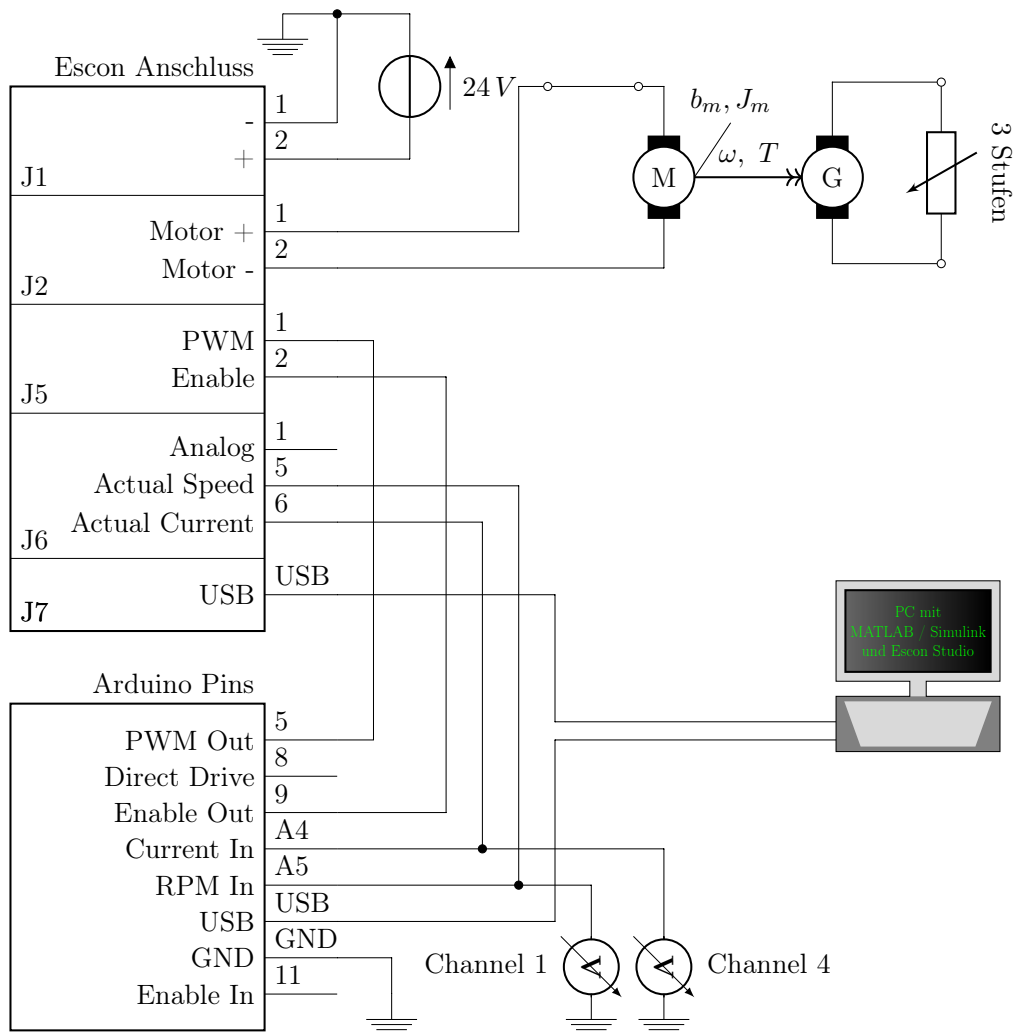 Escon Anschluss
-
1
+
2
J1
24 V
b_m, J_m
ω, T
M
G
3 Stufen
Motor +
1
Motor -
2
J2
PWM
1
Enable
2
J5
Analog
1
Actual Speed
5
Actual Current
6
J6
USB
USB
J7
PC mit
MATLAB / Simulink
und Escon Studio
Arduino Pins
PWM Out
5
Direct Drive
8
Enable Out
9
Current In
A4
RPM In
A5
USB
USB
GND
GND
Enable In
11
Channel 1
V
V
Channel 4